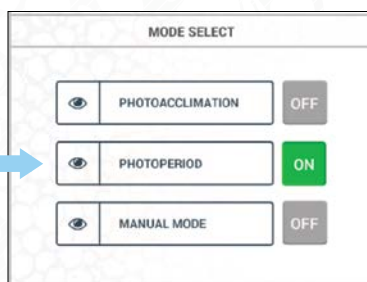 MODE SELECT
PHOTOACCLIMATION OFF
PHOTOPERIOD ON
MANUAL MODE OFF